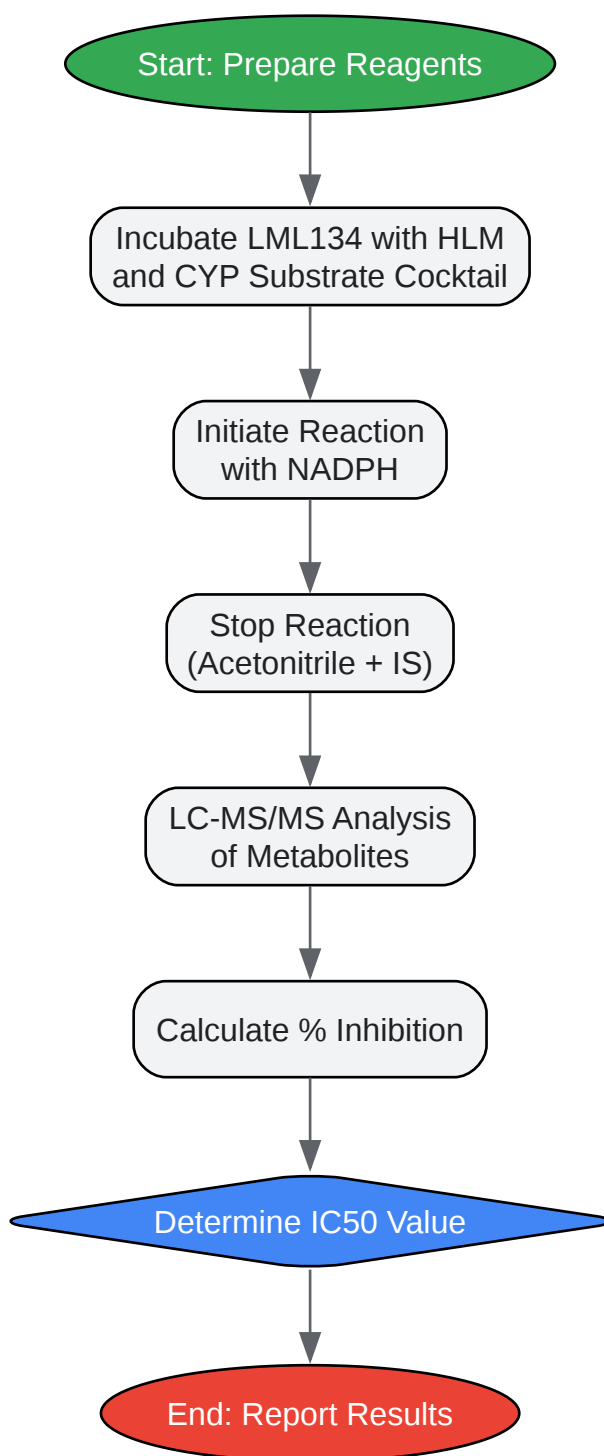 Start: Prepare Reagents
Incubate LML134 with HLM
and CYP Substrate Cocktail
Initiate Reaction
with NADPH
Stop Reaction
(Acetonitrile + IS)
LC-MS/MS Analysis
of Metabolites
Calculate % Inhibition
Determine IC50 Value
End: Report Results